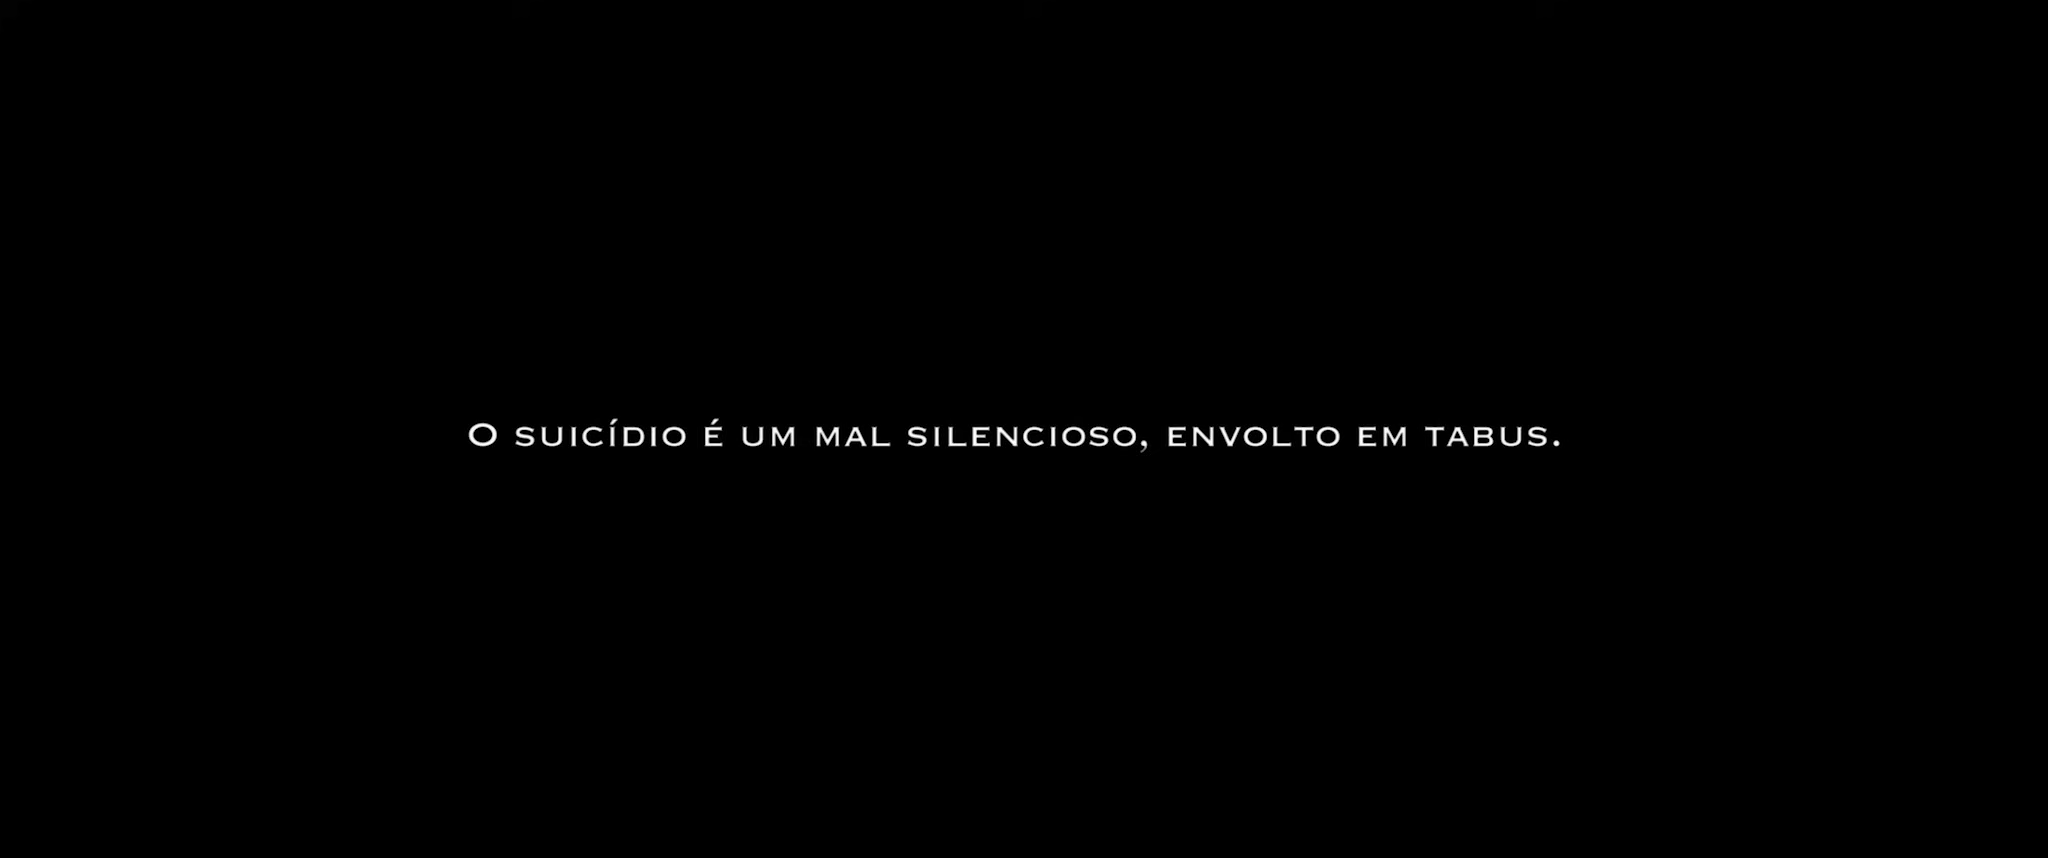 O SUICÍDIO É UM MAL SILENCIOSO, ENVOLTO EM TABUS.